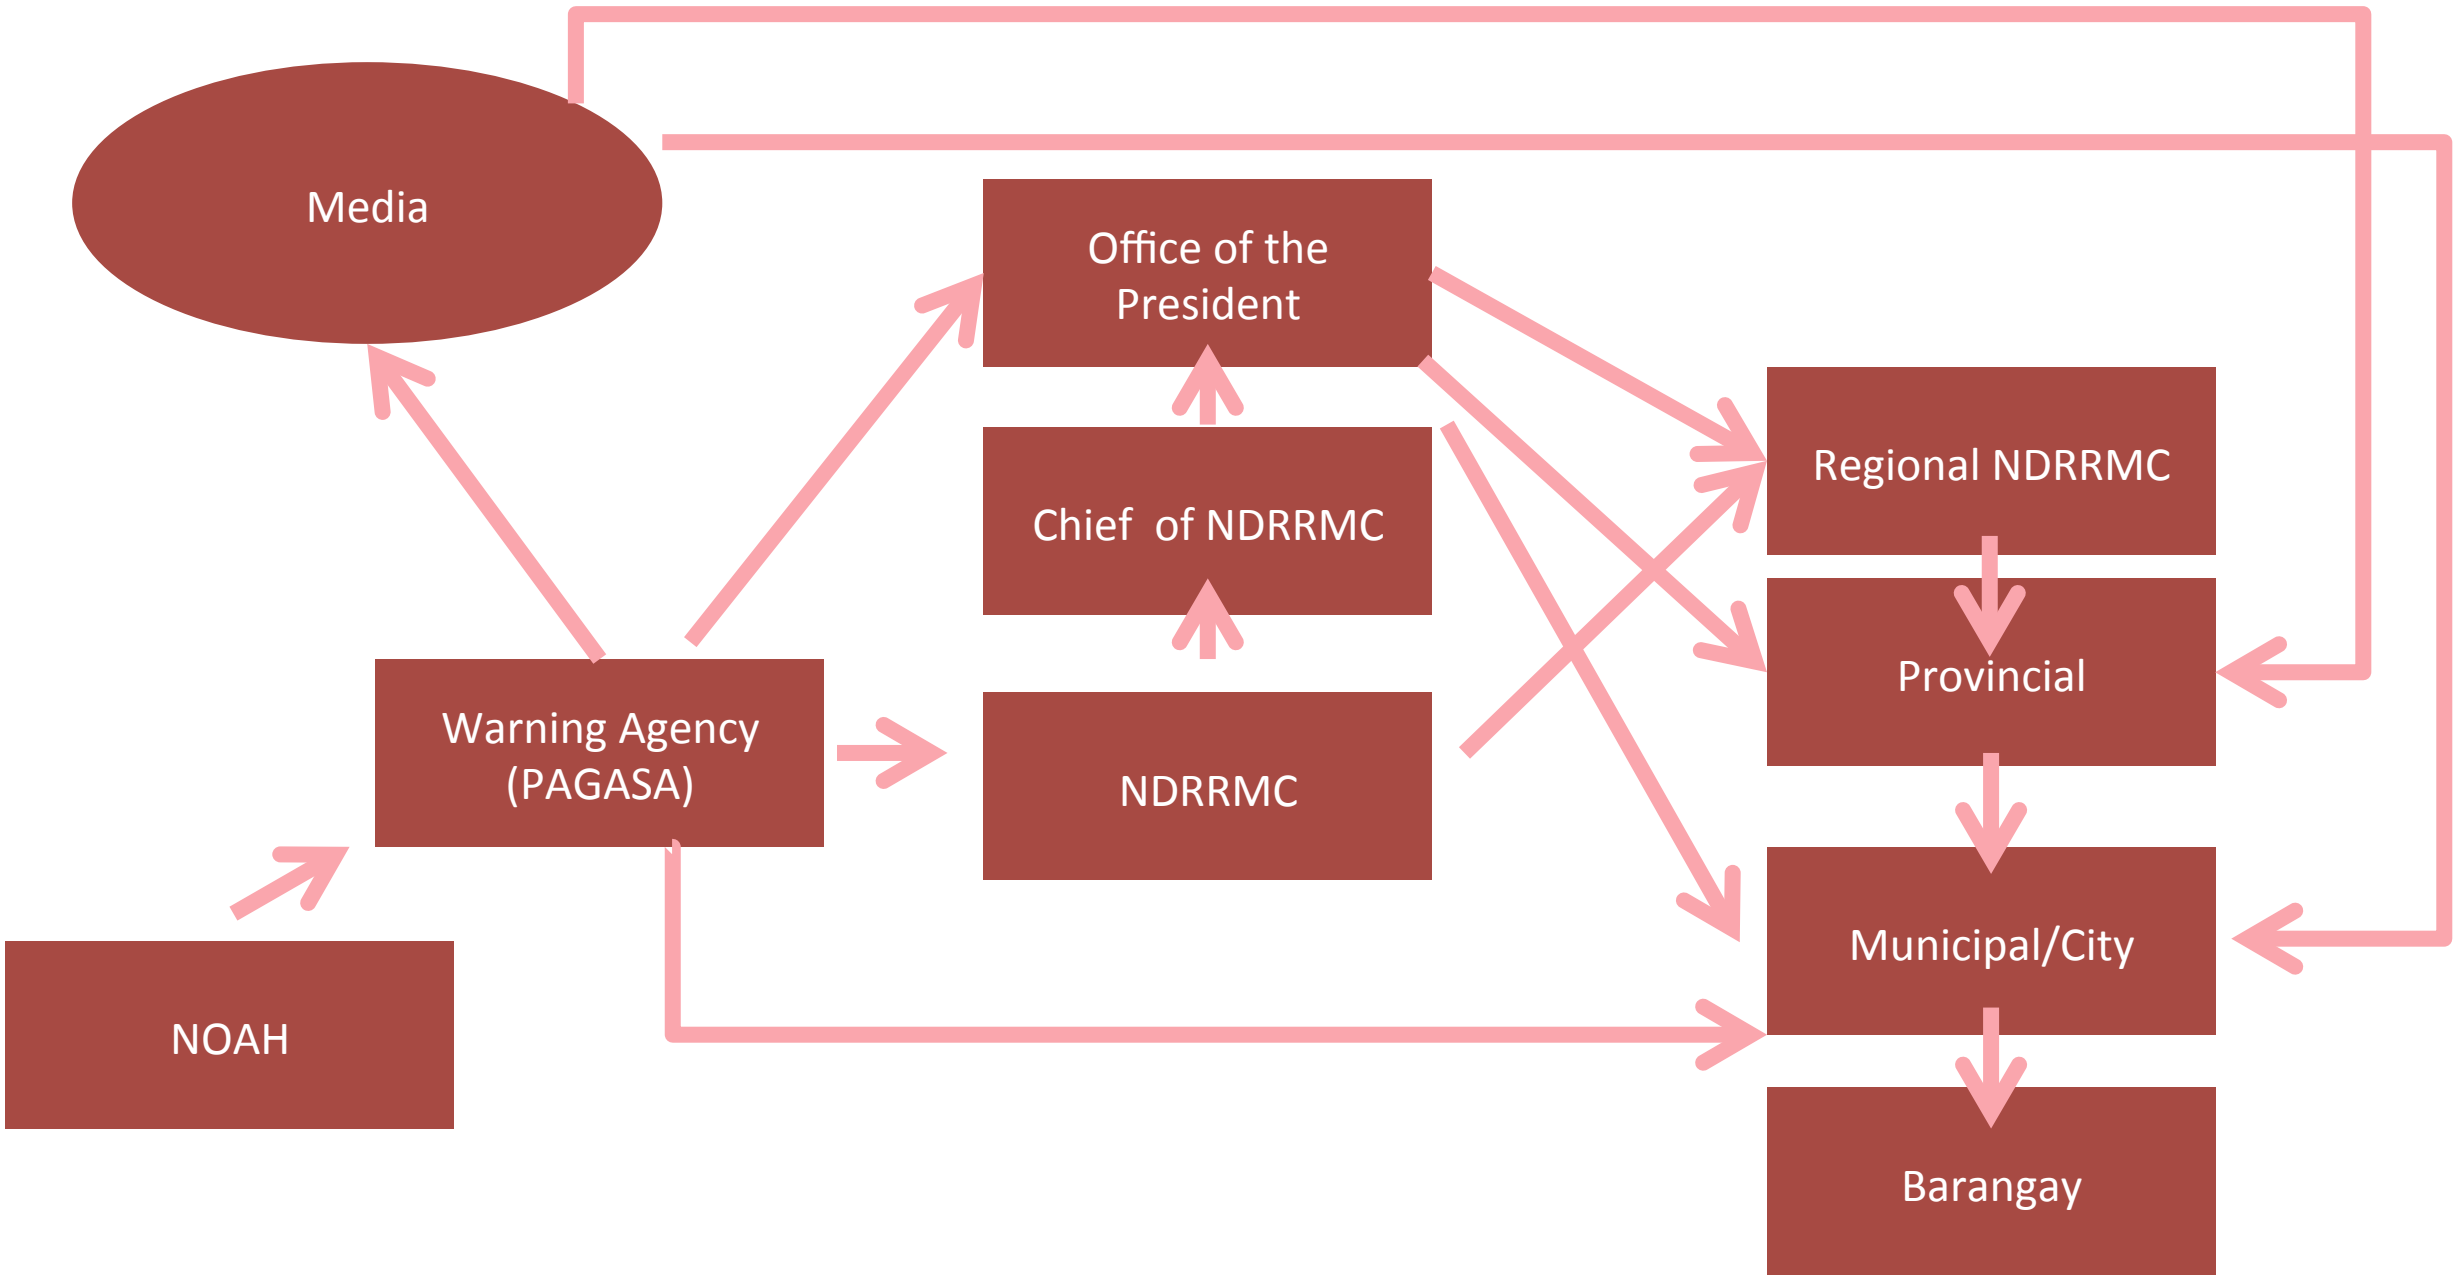 Media
Office of the
President
Regional NDRRMC
Chief  of NDRRMC
Provincial
Warning Agency
(PAGASA)
NDRRMC
Municipal/City
NOAH
Barangay